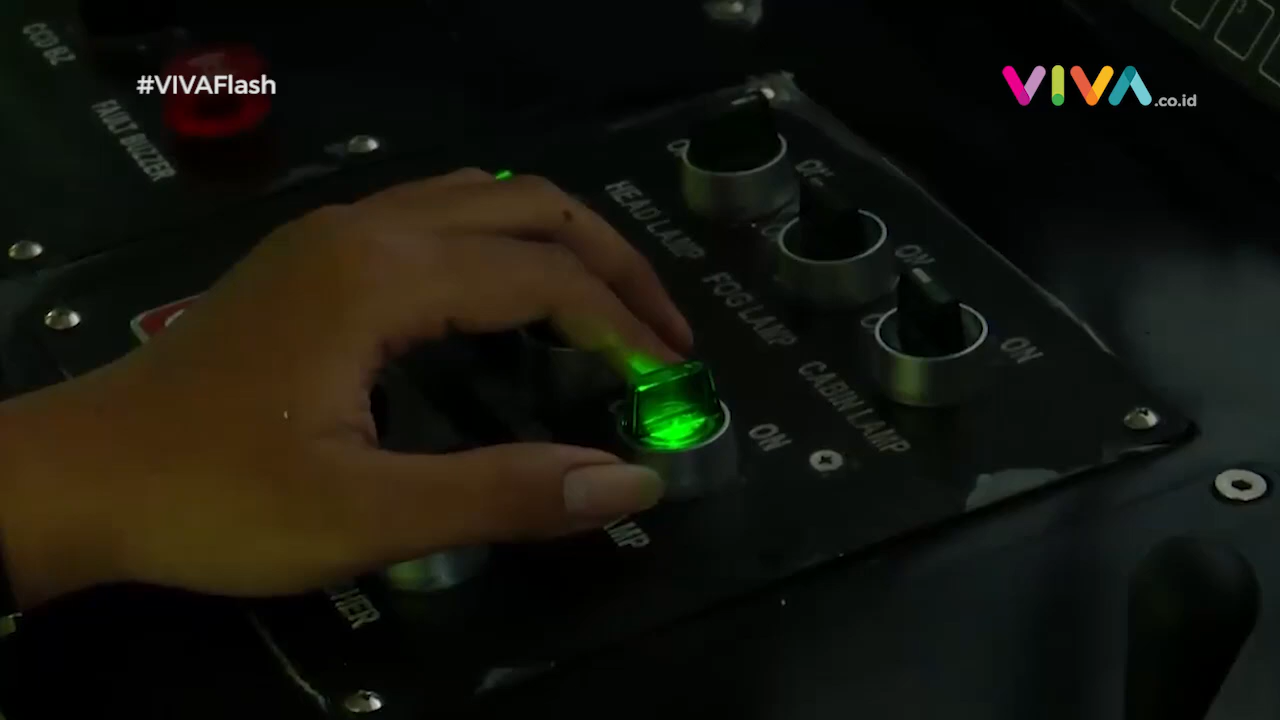 #VIVAFlash
VIVA.co.id
FAULT BUZZER
HEAD LAMP
ON
FOG LAMP
ON
CABIN LAMP
ON
ON